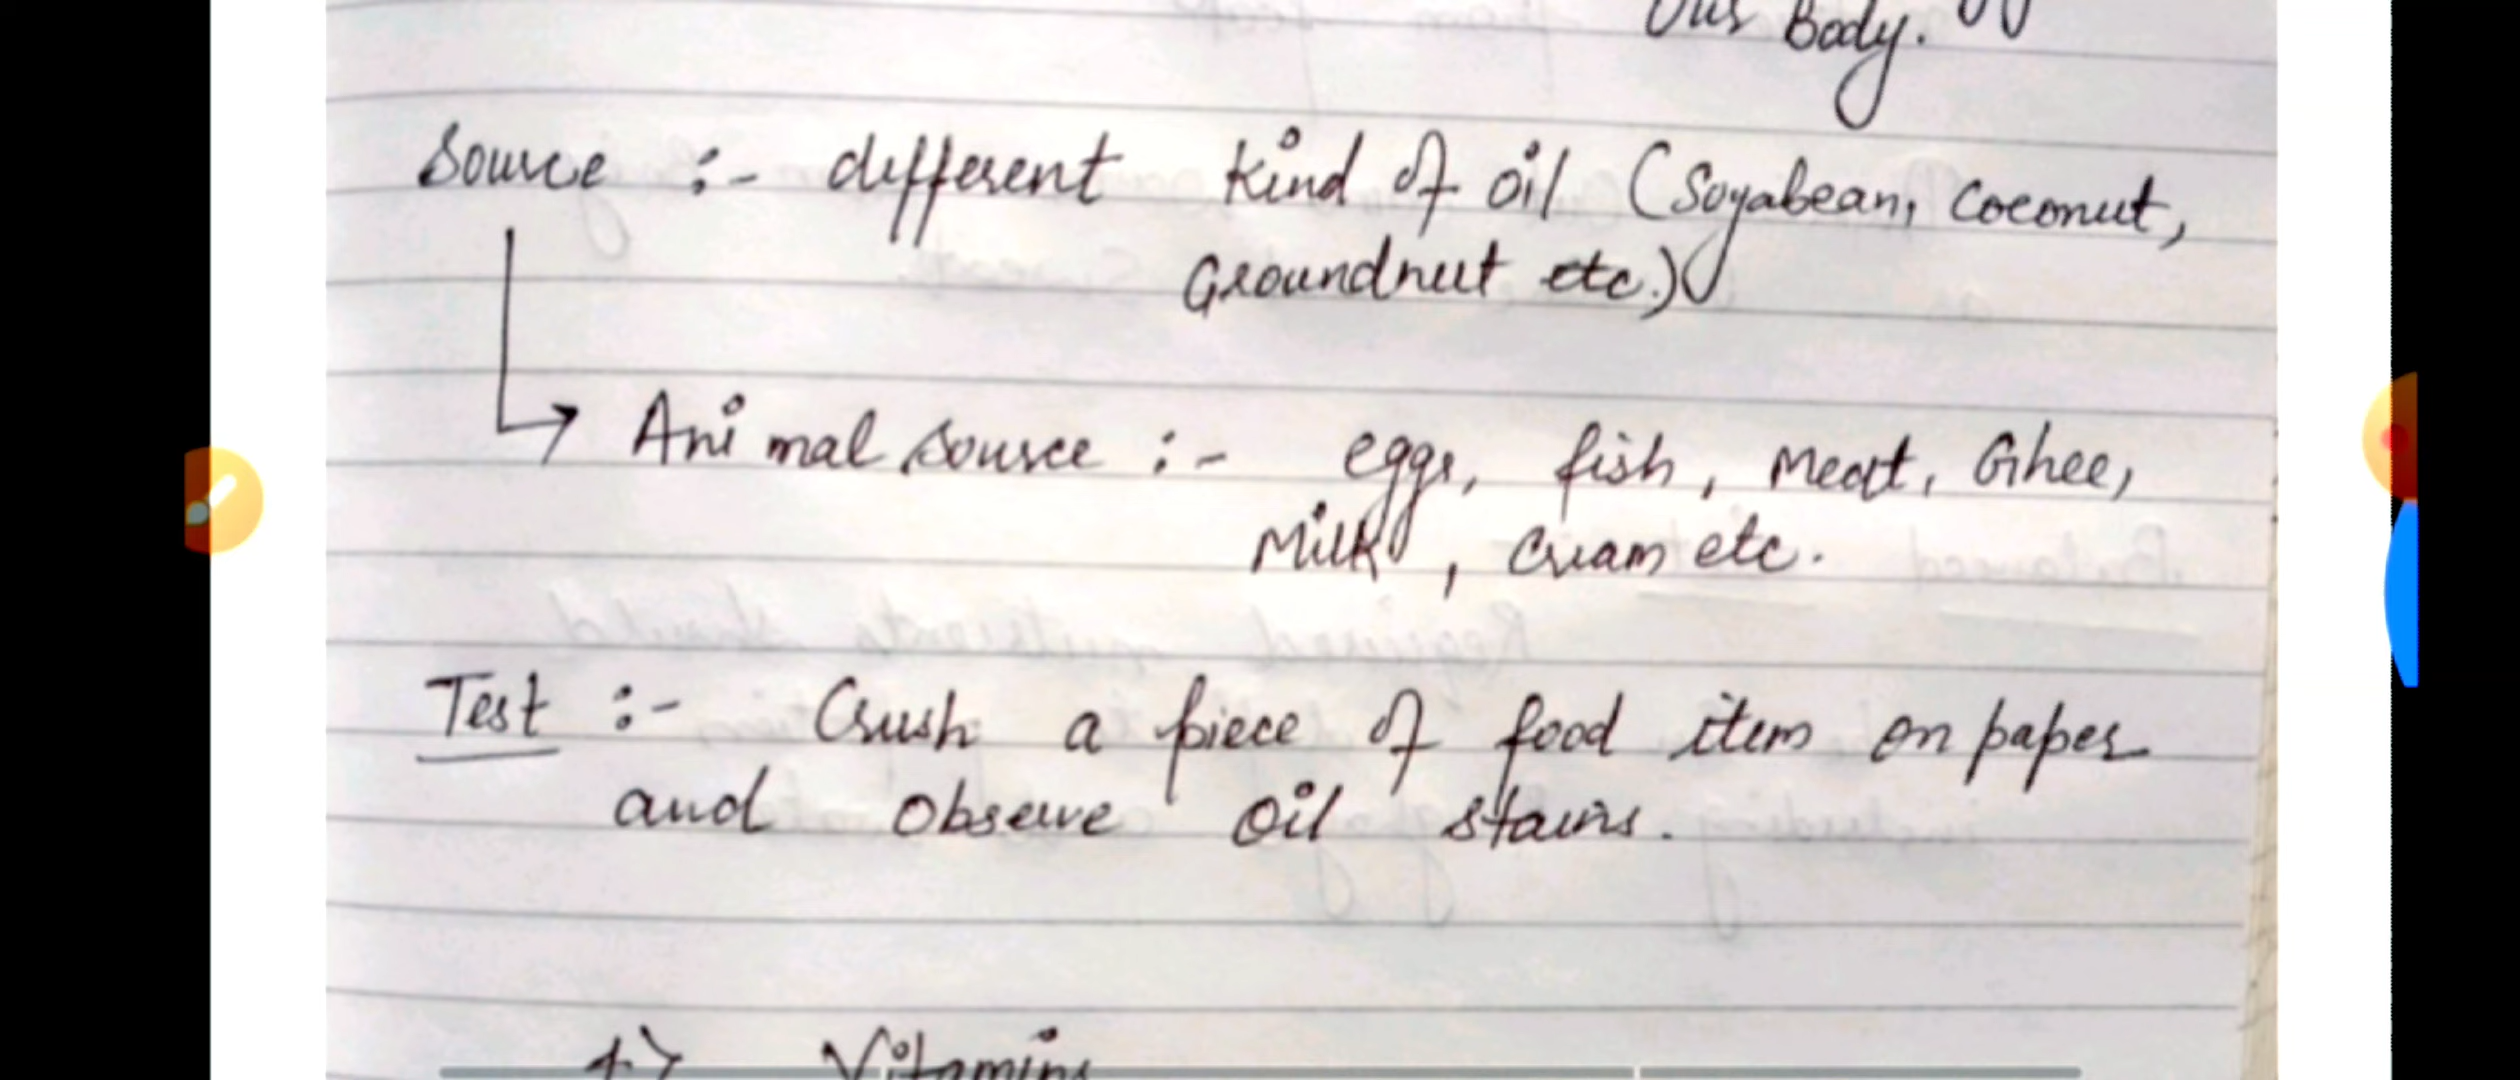 Our Body.
Source :- different kind of oil (Soyabean, Coconut,
Groundnut etc.)
Animal source :- eggs, fish, Meat, Ghee,
Milk, Cream etc.
Test :- Crush a piece of food item on paper
and Observe Oil stains.
4) Vitamins